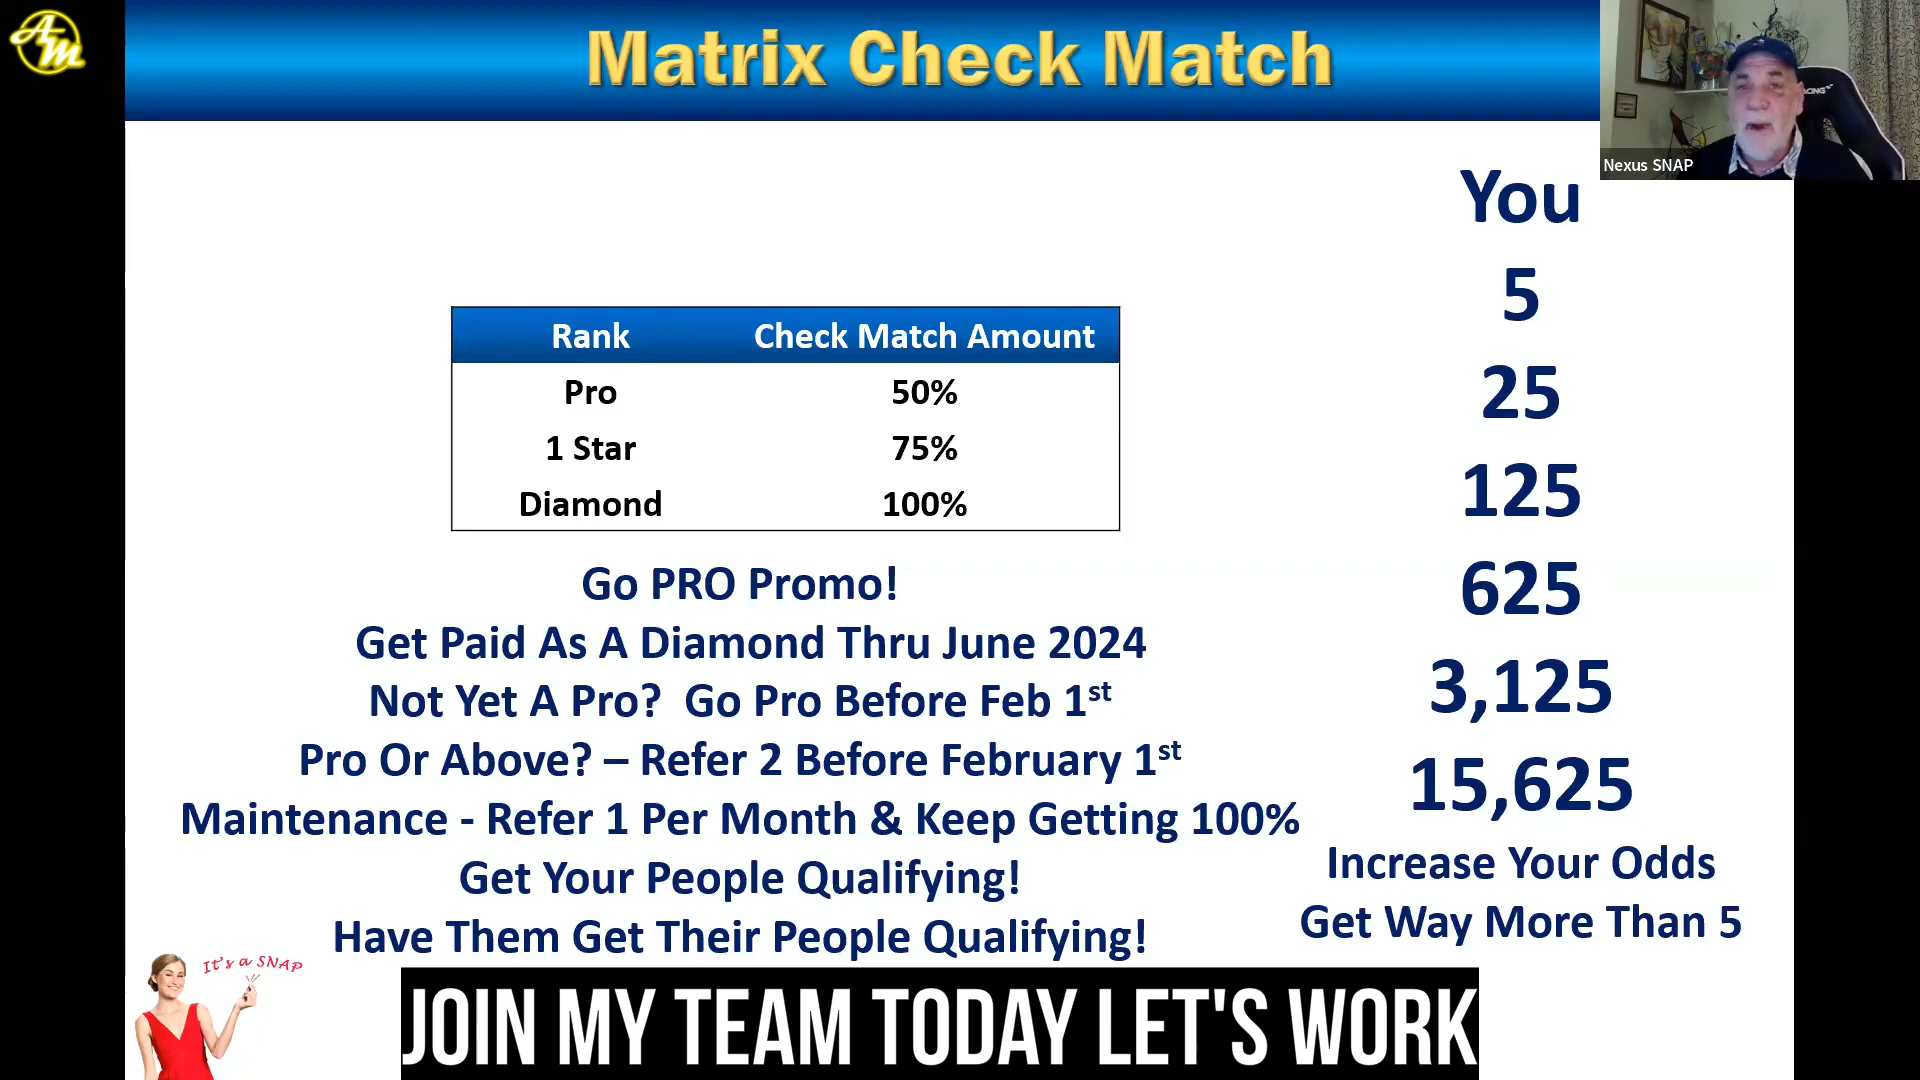 AM
Matrix Check Match
ACING
Nexus SNAP
Rank Check Match Amount
Pro 50%
1 Star 75%
Diamond 100%
Go PRO Promo!
Get Paid As A Diamond Thru June 2024
Not Yet A Pro? Go Pro Before Feb 1st
Pro Or Above? – Refer 2 Before February 1st
Maintenance - Refer 1 Per Month & Keep Getting 100%
Get Your People Qualifying!
Have Them Get Their People Qualifying!
You
5
25
125
625
3,125
15,625
Increase Your Odds
Get Way More Than 5
It's a SNAP
JOIN MY TEAM TODAY LET'S WORK